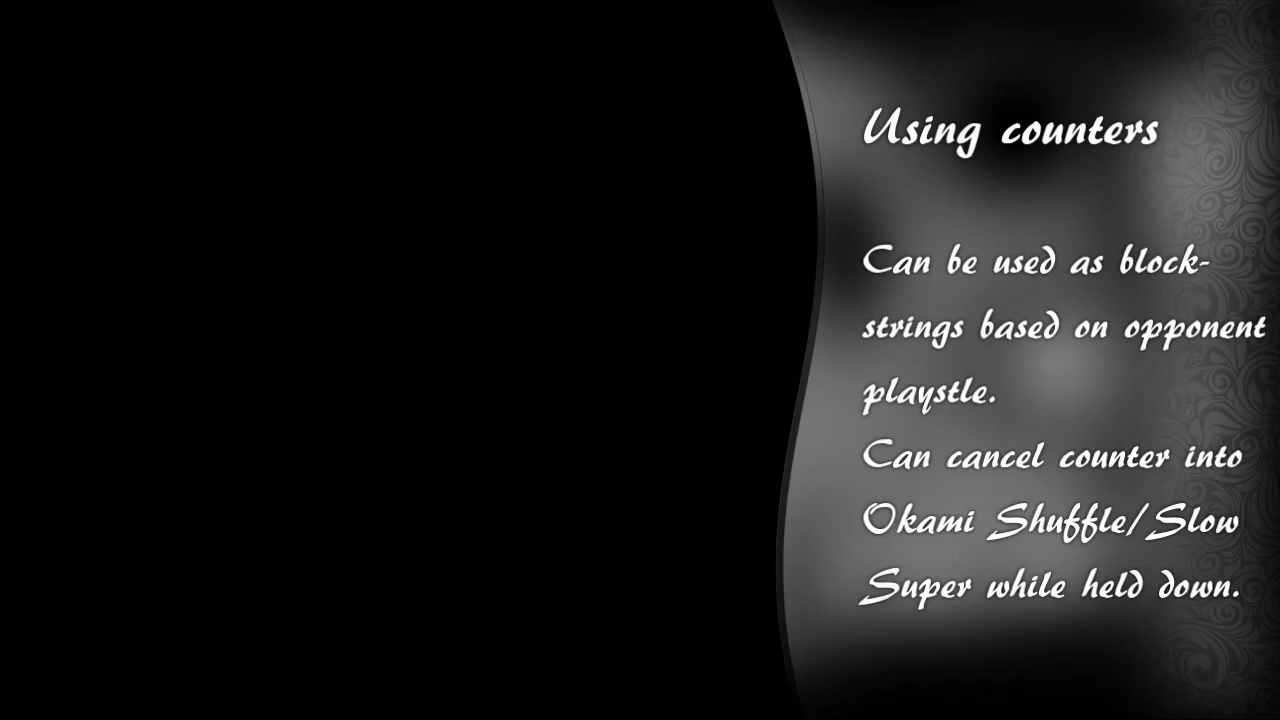 Using counters
Can be used as block-
strings based on opponent
playstle.
Can cancel counter into
Okami Shuffle/Slow
Super while held down.